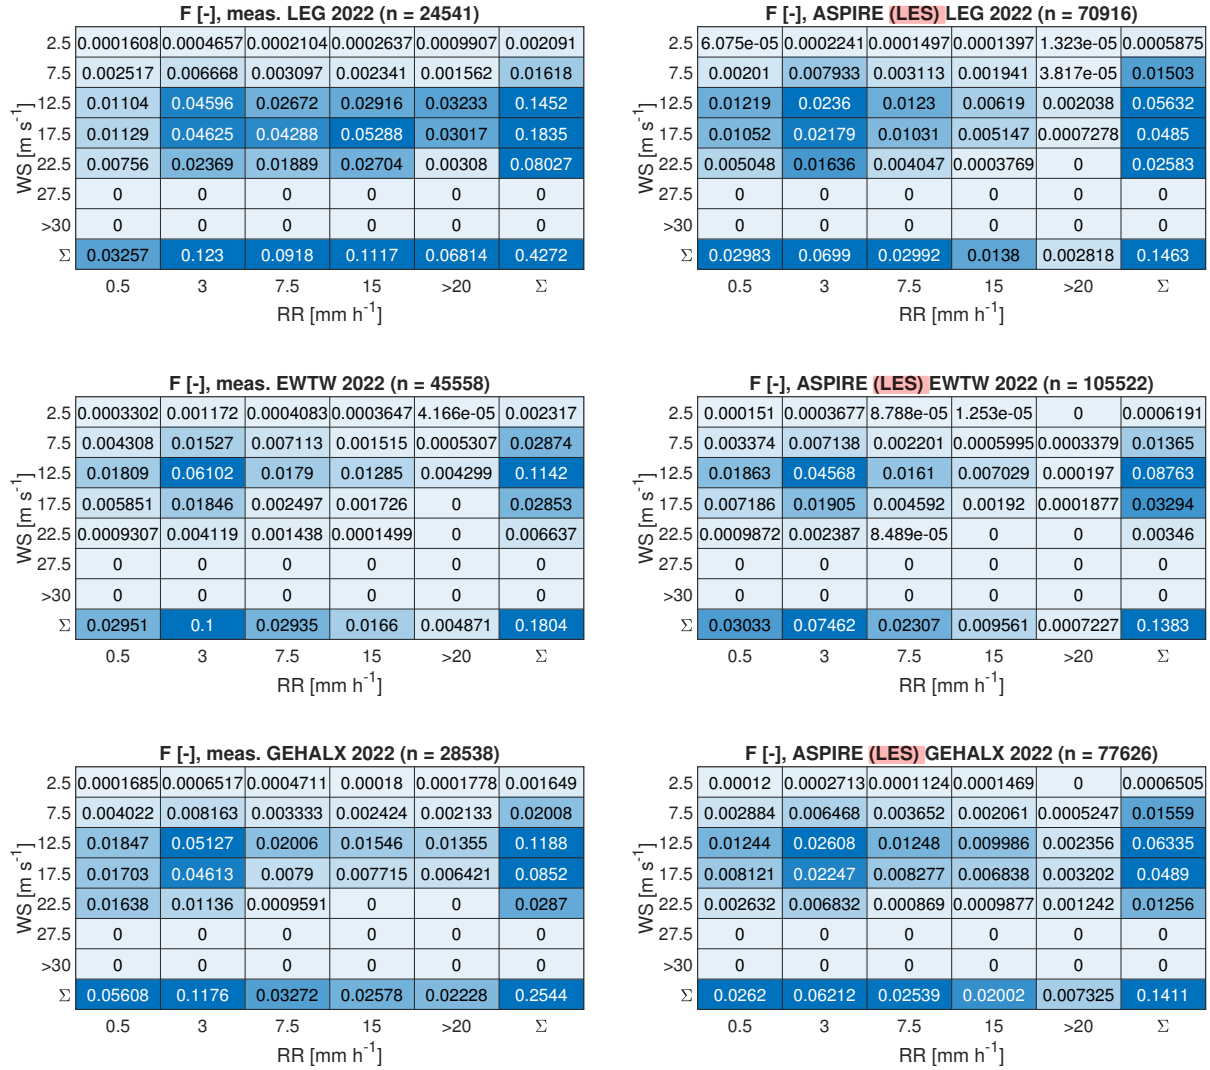 F [-], meas. LEG 2022 (n = 24541)
2.5 0.0001608 0.0004657 0.0002104 0.0002637 0.0009907 0.002091
7.5 0.002517 0.006668 0.003097 0.002341 0.001562 0.01618
12.5 0.01104 0.04596 0.02672 0.02916 0.03233 0.1452
17.5 0.01129 0.04625 0.04288 0.05288 0.03017 0.1835
22.5 0.00756 0.02369 0.01889 0.02704 0.00308 0.08027
27.5 0 0 0 0 0 0
>30 0 0 0 0 0 0
Σ 0.03257 0.123 0.0918 0.1117 0.06814 0.4272
0.5 3 7.5 15 >20 Σ
RR [mm h⁻¹]
WS [m s⁻¹]
F [-], ASPIRE (LES) LEG 2022 (n = 70916)
2.5 6.075e-05 0.0002241 0.0001497 0.0001397 1.323e-05 0.0005875
7.5 0.00201 0.007933 0.003113 0.001941 3.817e-05 0.01503
12.5 0.01219 0.0236 0.0123 0.00619 0.002038 0.05632
17.5 0.01052 0.02179 0.01031 0.005147 0.0007278 0.0485
22.5 0.005048 0.01636 0.004047 0.0003769 0 0.02583
27.5 0 0 0 0 0 0
>30 0 0 0 0 0 0
Σ 0.02983 0.0699 0.02992 0.0138 0.002818 0.1463
0.5 3 7.5 15 >20 Σ
RR [mm h⁻¹]
WS [m s⁻¹]
F [-], meas. EWTW 2022 (n = 45558)
2.5 0.0003302 0.001172 0.0004083 0.0003647 4.166e-05 0.002317
7.5 0.004308 0.01527 0.007113 0.001515 0.0005307 0.02874
12.5 0.01809 0.06102 0.0179 0.01285 0.004299 0.1142
17.5 0.005851 0.01846 0.002497 0.001726 0 0.02853
22.5 0.0009307 0.004119 0.001438 0.0001499 0 0.006637
27.5 0 0 0 0 0 0
>30 0 0 0 0 0 0
Σ 0.02951 0.1 0.02935 0.0166 0.004871 0.1804
0.5 3 7.5 15 >20 Σ
RR [mm h⁻¹]
WS [m s⁻¹]
F [-], ASPIRE (LES) EWTW 2022 (n = 105522)
2.5 0.000151 0.0003677 8.788e-05 1.253e-05 0 0.0006191
7.5 0.003374 0.007138 0.002201 0.0005995 0.0003379 0.01365
12.5 0.01863 0.04568 0.0161 0.007029 0.000197 0.08763
17.5 0.007186 0.01905 0.004592 0.00192 0.0001877 0.03294
22.5 0.0009872 0.002387 8.489e-05 0 0 0.00346
27.5 0 0 0 0 0 0
>30 0 0 0 0 0 0
Σ 0.03033 0.07462 0.02307 0.009561 0.0007227 0.1383
0.5 3 7.5 15 >20 Σ
RR [mm h⁻¹]
WS [m s⁻¹]
F [-], meas. GEHALX 2022 (n = 28538)
2.5 0.0001685 0.0006517 0.0004711 0.00018 0.0001778 0.001649
7.5 0.004022 0.008163 0.003333 0.002424 0.002133 0.02008
12.5 0.01847 0.05127 0.02006 0.01546 0.01355 0.1188
17.5 0.01703 0.04613 0.0079 0.007715 0.006421 0.0852
22.5 0.01638 0.01136 0.0009591 0 0 0.0287
27.5 0 0 0 0 0 0
>30 0 0 0 0 0 0
Σ 0.05608 0.1176 0.03272 0.02578 0.02228 0.2544
0.5 3 7.5 15 >20 Σ
RR [mm h⁻¹]
WS [m s⁻¹]
F [-], ASPIRE (LES) GEHALX 2022 (n = 77626)
2.5 0.00012 0.0002713 0.0001124 0.0001469 0 0.0006505
7.5 0.002884 0.006468 0.003652 0.002061 0.0005247 0.01559
12.5 0.01244 0.02608 0.01248 0.009986 0.002356 0.06335
17.5 0.008121 0.02247 0.008277 0.006838 0.003202 0.0489
22.5 0.002632 0.006832 0.000869 0.0009877 0.001242 0.01256
27.5 0 0 0 0 0 0
>30 0 0 0 0 0 0
Σ 0.0262 0.06212 0.02539 0.02002 0.007325 0.1411
0.5 3 7.5 15 >20 Σ
RR [mm h⁻¹]
WS [m s⁻¹]